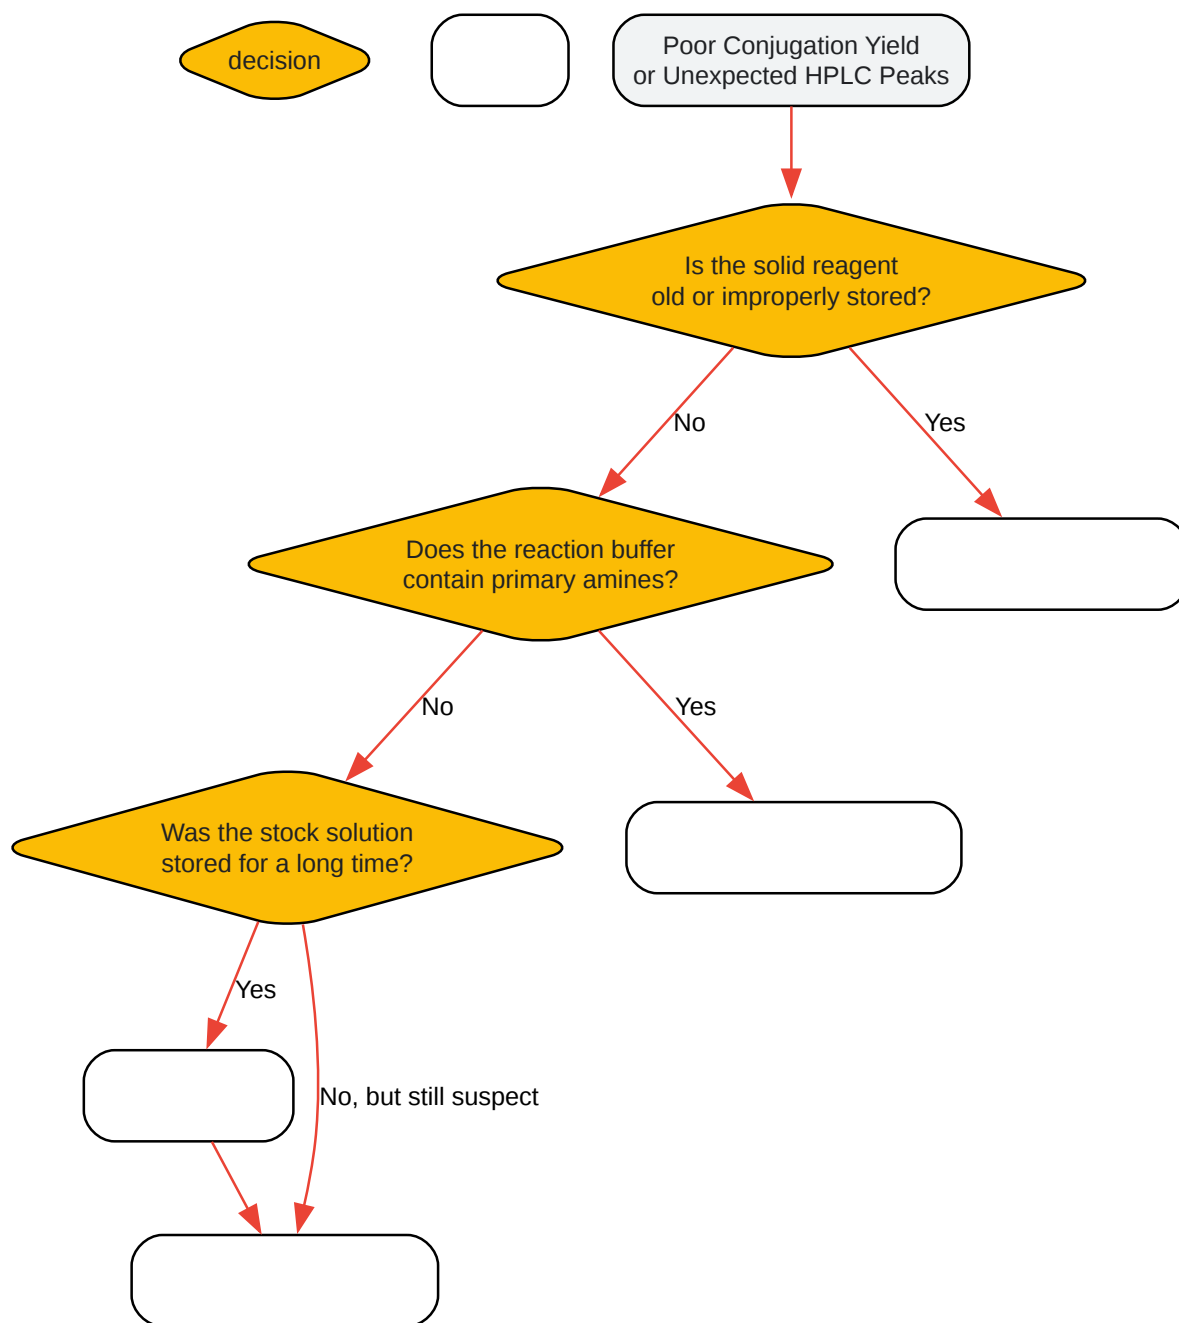 decision
Poor Conjugation Yield
or Unexpected HPLC Peaks
Is the solid reagent
old or improperly stored?
No
Yes
Does the reaction buffer
contain primary amines?
No
Yes
Was the stock solution
stored for a long time?
Yes
No, but still suspect